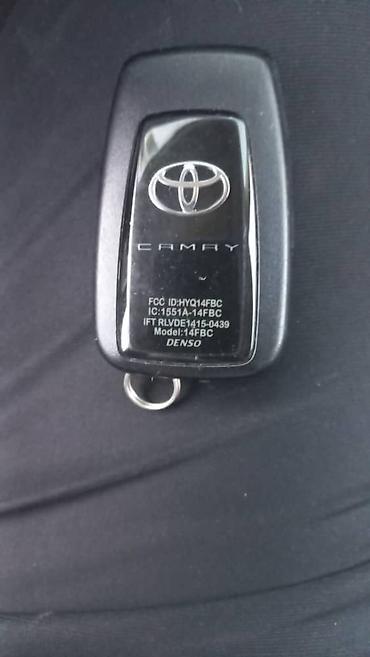 CAMRY
FCC ID:HYQ14FBC
IC:1551A-14FBC
IFT RLVDE1415-0439
Model:14FBC
DENSO